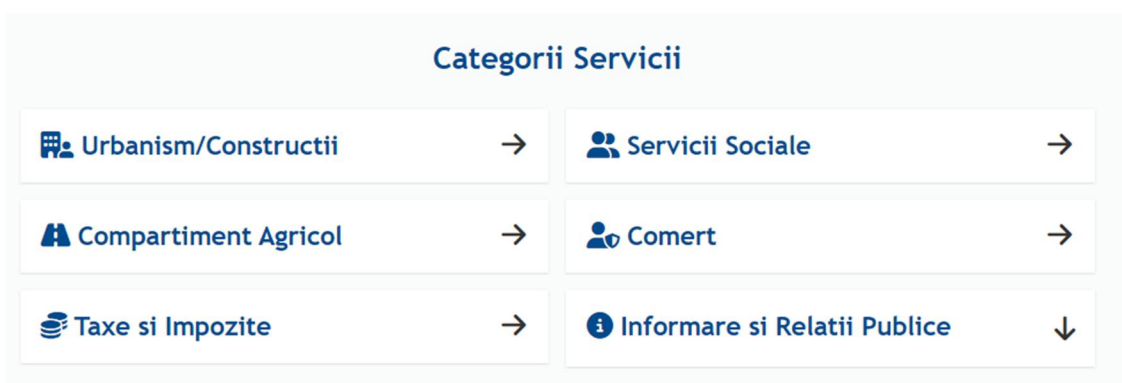 Categorii Servicii
Urbanism/Constructii
Servicii Sociale
Compartiment Agricol
Comert
Taxe si Impozite
Informare si Relatii Publice